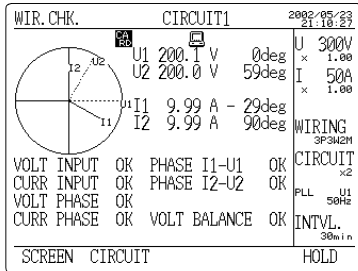 WIR.CHK. CIRCUIT1 2002/05/23 21:10:27
CA RD
U1 200.1 V 0deg
U2 200.0 V 59deg
I2 U2
U1
I1
I1 9.99 A - 29deg
I2 9.99 A 90deg
VOLT INPUT OK PHASE I1-U1 OK
CURR INPUT OK PHASE I2-U2 OK
VOLT PHASE OK
CURR PHASE OK VOLT BALANCE OK
U 300V
x 1.00
I 50A
x 1.00
WIRING
3P3W2M
CIRCUIT
x2
PLL U1
50Hz
INTVL.
30min
SCREEN CIRCUIT HOLD